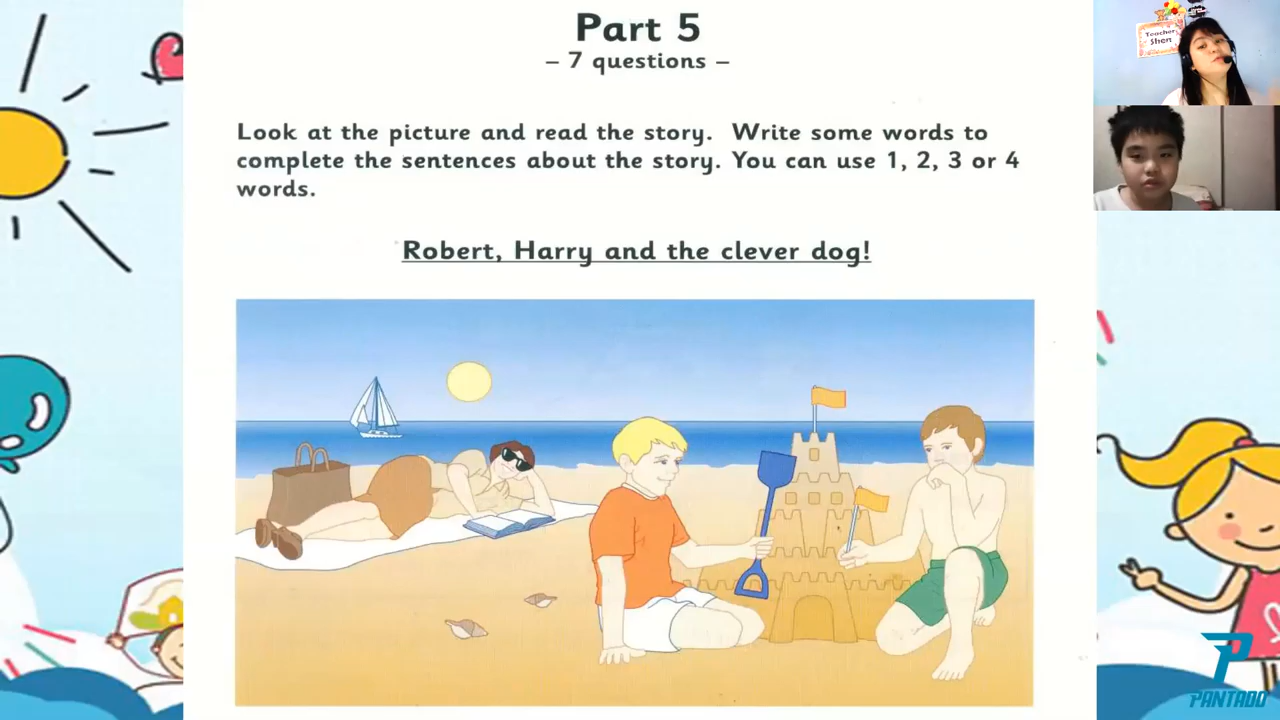 Part 5
– 7 questions –
Look at the picture and read the story. Write some words to
complete the sentences about the story. You can use 1, 2, 3 or 4
words.
Robert, Harry and the clever dog!
Teacher
Shen
PANTADO